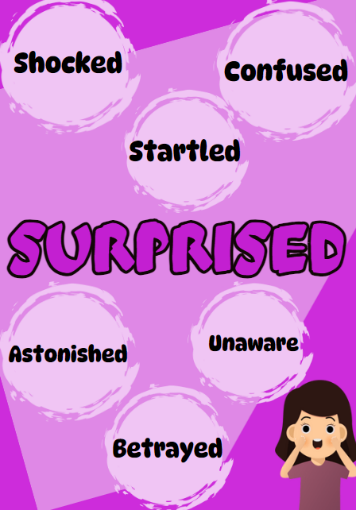 Shocked
Confused
Startled
SURPRISED
Astonished
Unaware
Betrayed